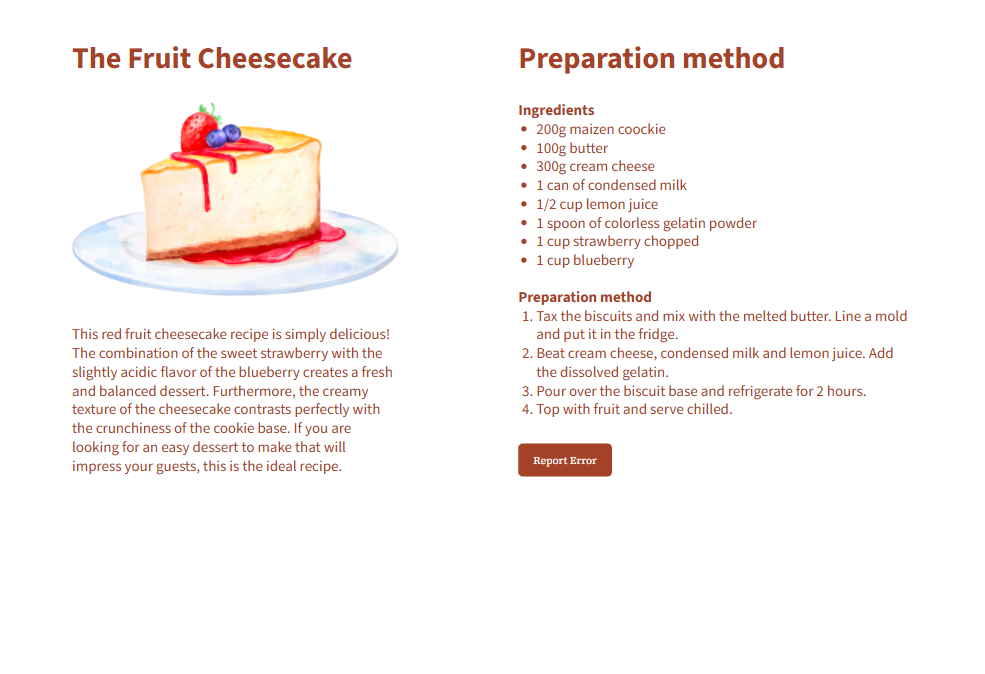 The Fruit Cheesecake
This red fruit cheesecake recipe is simply delicious!
The combination of the sweet strawberry with the
slightly acidic flavor of the blueberry creates a fresh
and balanced dessert. Furthermore, the creamy
texture of the cheesecake contrasts perfectly with
the crunchiness of the cookie base. If you are
looking for an easy dessert to make that will
impress your guests, this is the ideal recipe.
Preparation method
Ingredients
• 200g maizen coockie
• 100g butter
• 300g cream cheese
• 1 can of condensed milk
• 1/2 cup lemon juice
• 1 spoon of colorless gelatin powder
• 1 cup strawberry chopped
• 1 cup blueberry
Preparation method
1. Tax the biscuits and mix with the melted butter. Line a mold
and put it in the fridge.
2. Beat cream cheese, condensed milk and lemon juice. Add
the dissolved gelatin.
3. Pour over the biscuit base and refrigerate for 2 hours.
4. Top with fruit and serve chilled.
Report Error